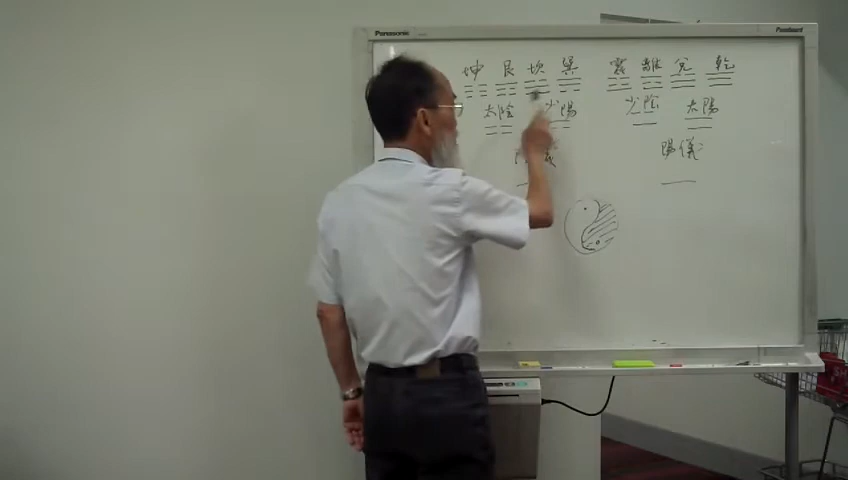 Panasonic Panaboard
坤 艮 坎 巽 震 離 兌 乾
太陰 少陽 少陰 太陽
陽儀